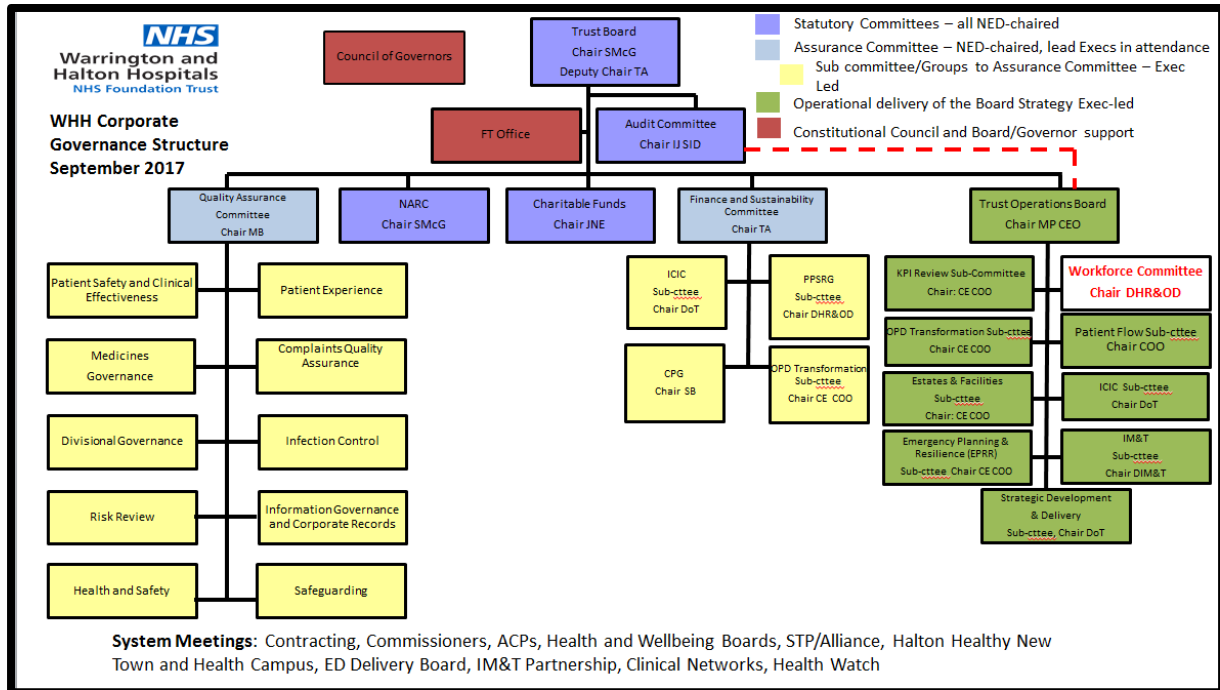 NHS
Warrington and
Halton Hospitals
NHS Foundation Trust
WHH Corporate
Governance Structure
September 2017
Council of Governors
Trust Board
Chair SMcG
Deputy Chair TA
Statutory Committees – all NED-chaired
Assurance Committee – NED-chaired, lead Execs in attendance
Sub committee/Groups to Assurance Committee – Exec
Led
Operational delivery of the Board Strategy Exec-led
Constitutional Council and Board/Governor support
FT Office
Audit Committee
Chair IJ SID
Quality Assurance
Committee
Chair MB
NARC
Chair SMcG
Charitable Funds
Chair JNE
Finance and Sustainability
Committee
Chair TA
Trust Operations Board
Chair MP CEO
Patient Safety and Clinical
Effectiveness
Patient Experience
Medicines
Governance
Complaints Quality
Assurance
Divisional Governance
Infection Control
Risk Review
Information Governance
and Corporate Records
Health and Safety
Safeguarding
ICIC
Sub-cttee
Chair DoT
PPSRG
Sub-cttee
Chair DHR&OD
CPG
Chair SB
OPD Transformation
Sub-cttee
Chair CE COO
KPI Review Sub-Committee
Chair: CE COO
Workforce Committee
Chair DHR&OD
OPD Transformation Sub-cttee
Chair CE COO
Patient Flow Sub-cttee
Chair COO
Estates & Facilities
Sub-cttee
Chair: CE COO
ICIC Sub-cttee
Chair DoT
Emergency Planning &
Resilience (EPRR)
Sub-cttee Chair CE COO
IM&T
Sub-cttee
Chair DIM&T
Strategic Development
& Delivery
Sub-cttee, Chair DoT
System Meetings: Contracting, Commissioners, ACPs, Health and Wellbeing Boards, STP/Alliance, Halton Healthy New
Town and Health Campus, ED Delivery Board, IM&T Partnership, Clinical Networks, Health Watch